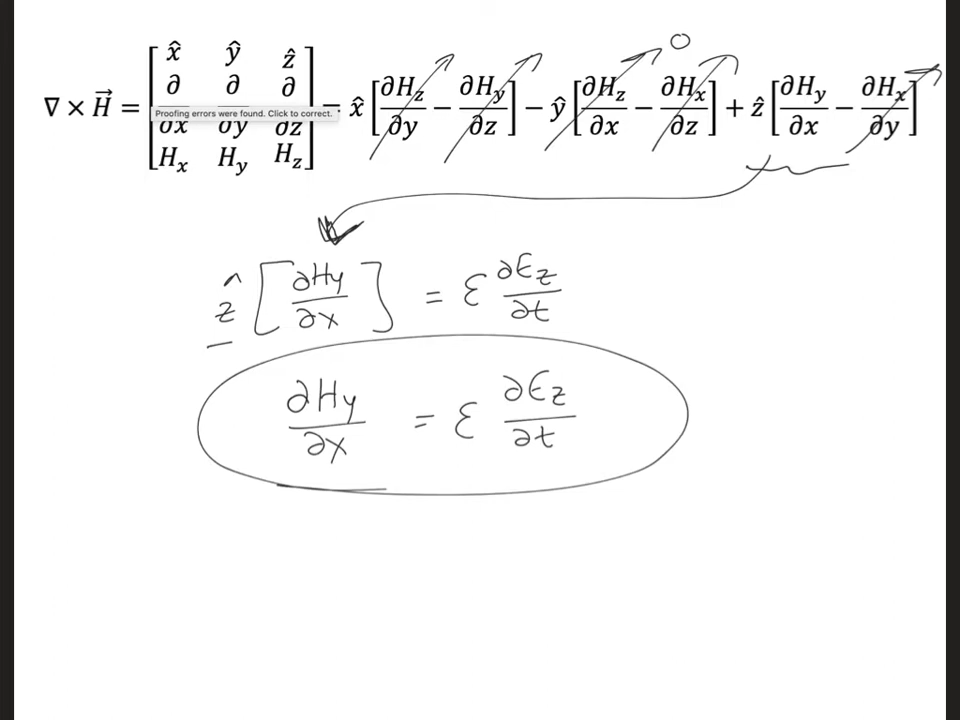 ∇ × H⃗ = [x̂ ŷ ẑ; ∂/∂x ∂/∂y ∂/∂z; Hx Hy Hz] = x̂ [∂Hz/∂y − ∂Hy/∂z] − ŷ [∂Hz/∂x − ∂Hx/∂z] + ẑ [∂Hy/∂x − ∂Hx/∂y]
0
Proofing errors were found. Click to correct.
ẑ [∂Hy/∂x] = ε ∂Ez/∂t
∂Hy/∂x = ε ∂Ez/∂t